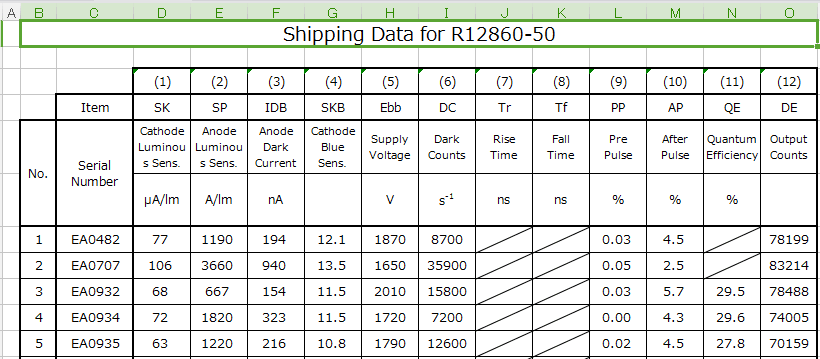 A B C D E F G H I J K L M N O
Shipping Data for R12860-50
(1) (2) (3) (4) (5) (6) (7) (8) (9) (10) (11) (12)
Item SK SP IDB SKB Ebb DC Tr Tf PP AP QE DE
No. Serial Number Cathode Luminou s Sens. Anode Luminou s Sens. Anode Dark Current Cathode Blue Sens. Supply Voltage Dark Counts Rise Time Fall Time Pre Pulse After Pulse Quantum Efficiency Output Counts
μA/lm A/lm nA V s⁻¹ ns ns % % %
1 EA0482 77 1190 194 12.1 1870 8700 0.03 4.5 78199
2 EA0707 106 3660 940 13.5 1650 35900 0.05 2.5 83214
3 EA0932 68 667 154 11.5 2010 15800 0.03 5.7 29.5 78488
4 EA0934 72 1820 323 11.5 1720 7200 0.00 4.3 29.6 74005
5 EA0935 63 1220 216 10.8 1790 12600 0.02 4.5 27.8 70159